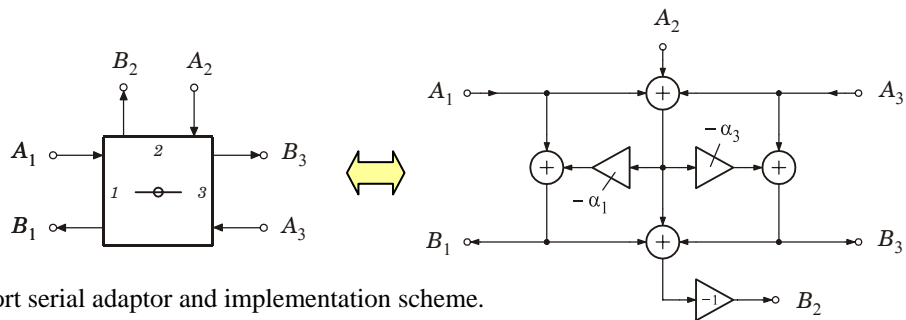 B2 A2
A1 B3
2
1 3
B1 A3
A2
A1 + A3
+ − α1 − α3 +
B1 + B3
-1 B2
ort serial adaptor and implementation scheme.